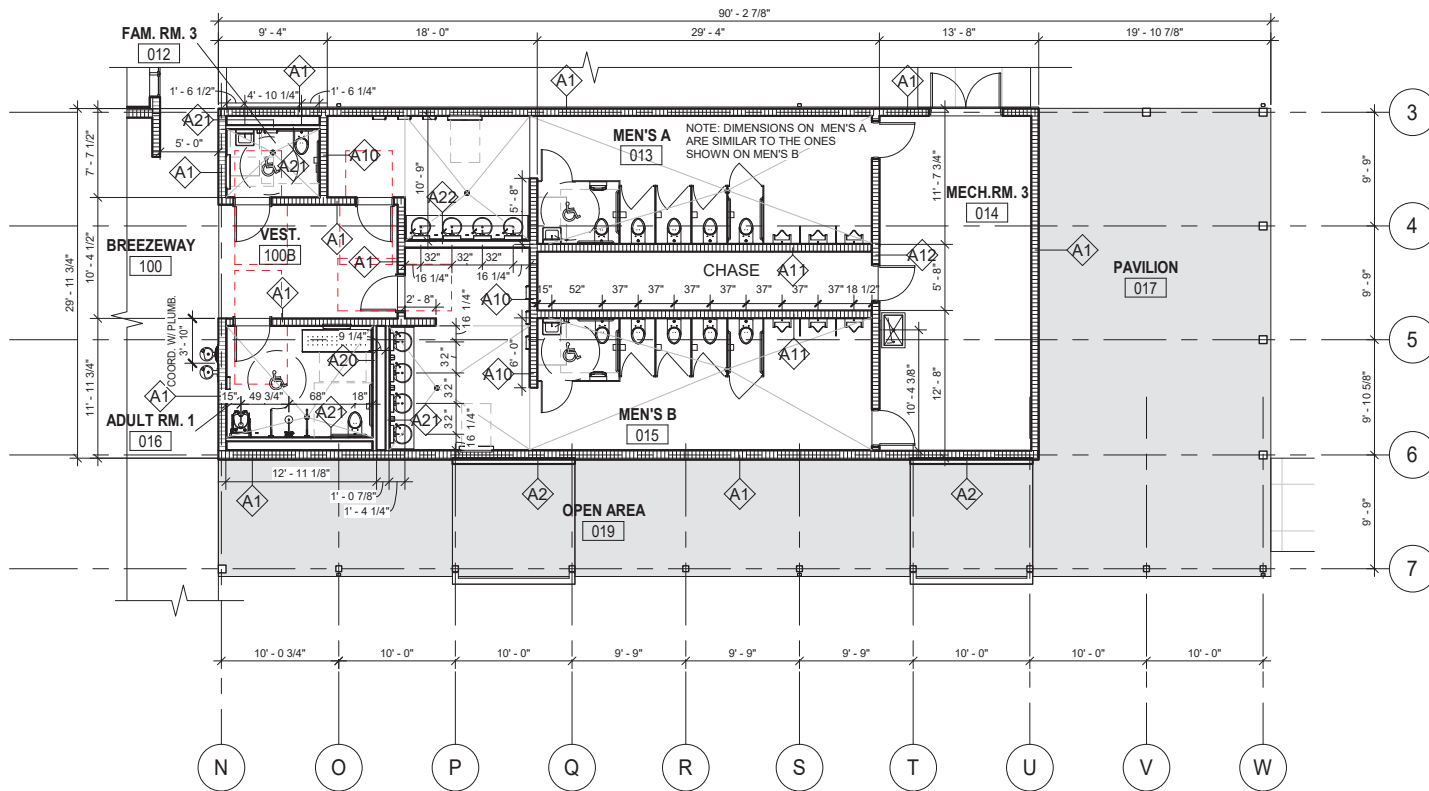 90' - 2 7/8"
9' - 4"
18' - 0"
29' - 4"
13' - 8"
19' - 10 7/8"
FAM. RM. 3
012
A1
A1
A1
1' - 6 1/2"
4' - 10 1/4"
1' - 6 1/4"
A21
5' - 0"
A1
A21
A10
7' - 7 1/2"
29' - 11 3/4"
10' - 4 1/2"
11' - 11 3/4"
10' - 9"
A22
5' - 8"
MEN'S A
013
NOTE: DIMENSIONS ON MEN'S A
ARE SIMILAR TO THE ONES
SHOWN ON MEN'S B
11' - 7 3/4"
MECH.RM. 3
014
3
9' - 9"
4
BREEZEWAY
100
VEST.
100B
A1
A1
A1
32"
32"
32"
16 1/4"
16 1/4"
CHASE
A11
A12
5' - 8"
A1
PAVILION
017
9' - 9"
2' - 8"
A10
16 1/4"
15"
52"
37"
37"
37"
37"
37"
37"
37"
18 1/2"
COORD. W/ PLUMB.
3' - 10"
9 1/4"
A20
32"
32"
32"
16 1/4"
6' - 0"
A10
A11
10' - 4 3/8"
12' - 8"
5
9' - 10 5/8"
A1
15"
49 3/4"
68"
18"
A21
A21
ADULT RM. 1
016
MEN'S B
015
6
12' - 11 1/8"
1' - 0 7/8"
1' - 4 1/4"
A1
A2
A1
A2
OPEN AREA
019
9' - 9"
7
10' - 0 3/4"
10' - 0"
10' - 0"
9' - 9"
9' - 9"
9' - 9"
10' - 0"
10' - 0"
10' - 0"
N
O
P
Q
R
S
T
U
V
W